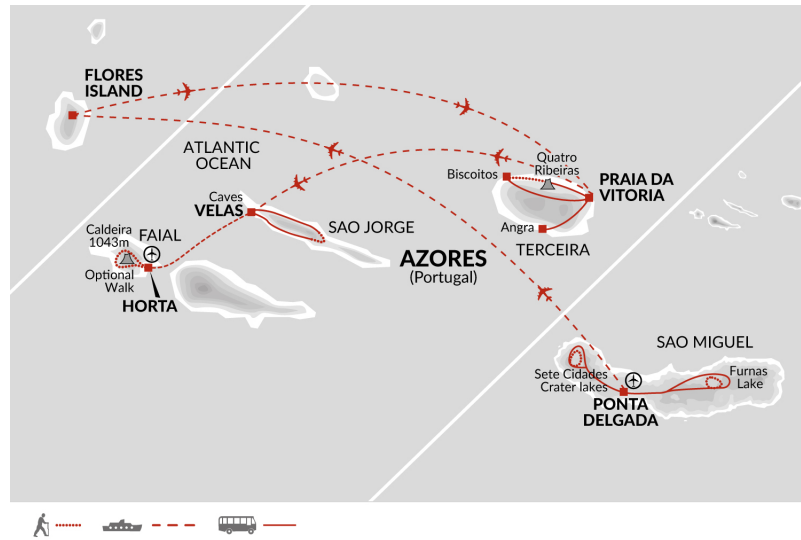 FLORES
ISLAND
ATLANTIC
OCEAN
Quatro
Ribeiras
Biscoitos
PRAIA DA
VITORIA
Caves
VELAS
SAO JORGE
Angra
TERCEIRA
Caldeira
1043m
FAIAL
AZORES
(Portugal)
Optional
Walk
HORTA
SAO MIGUEL
Sete Cidades
Crater lakes
Furnas
Lake
PONTA
DELGADA